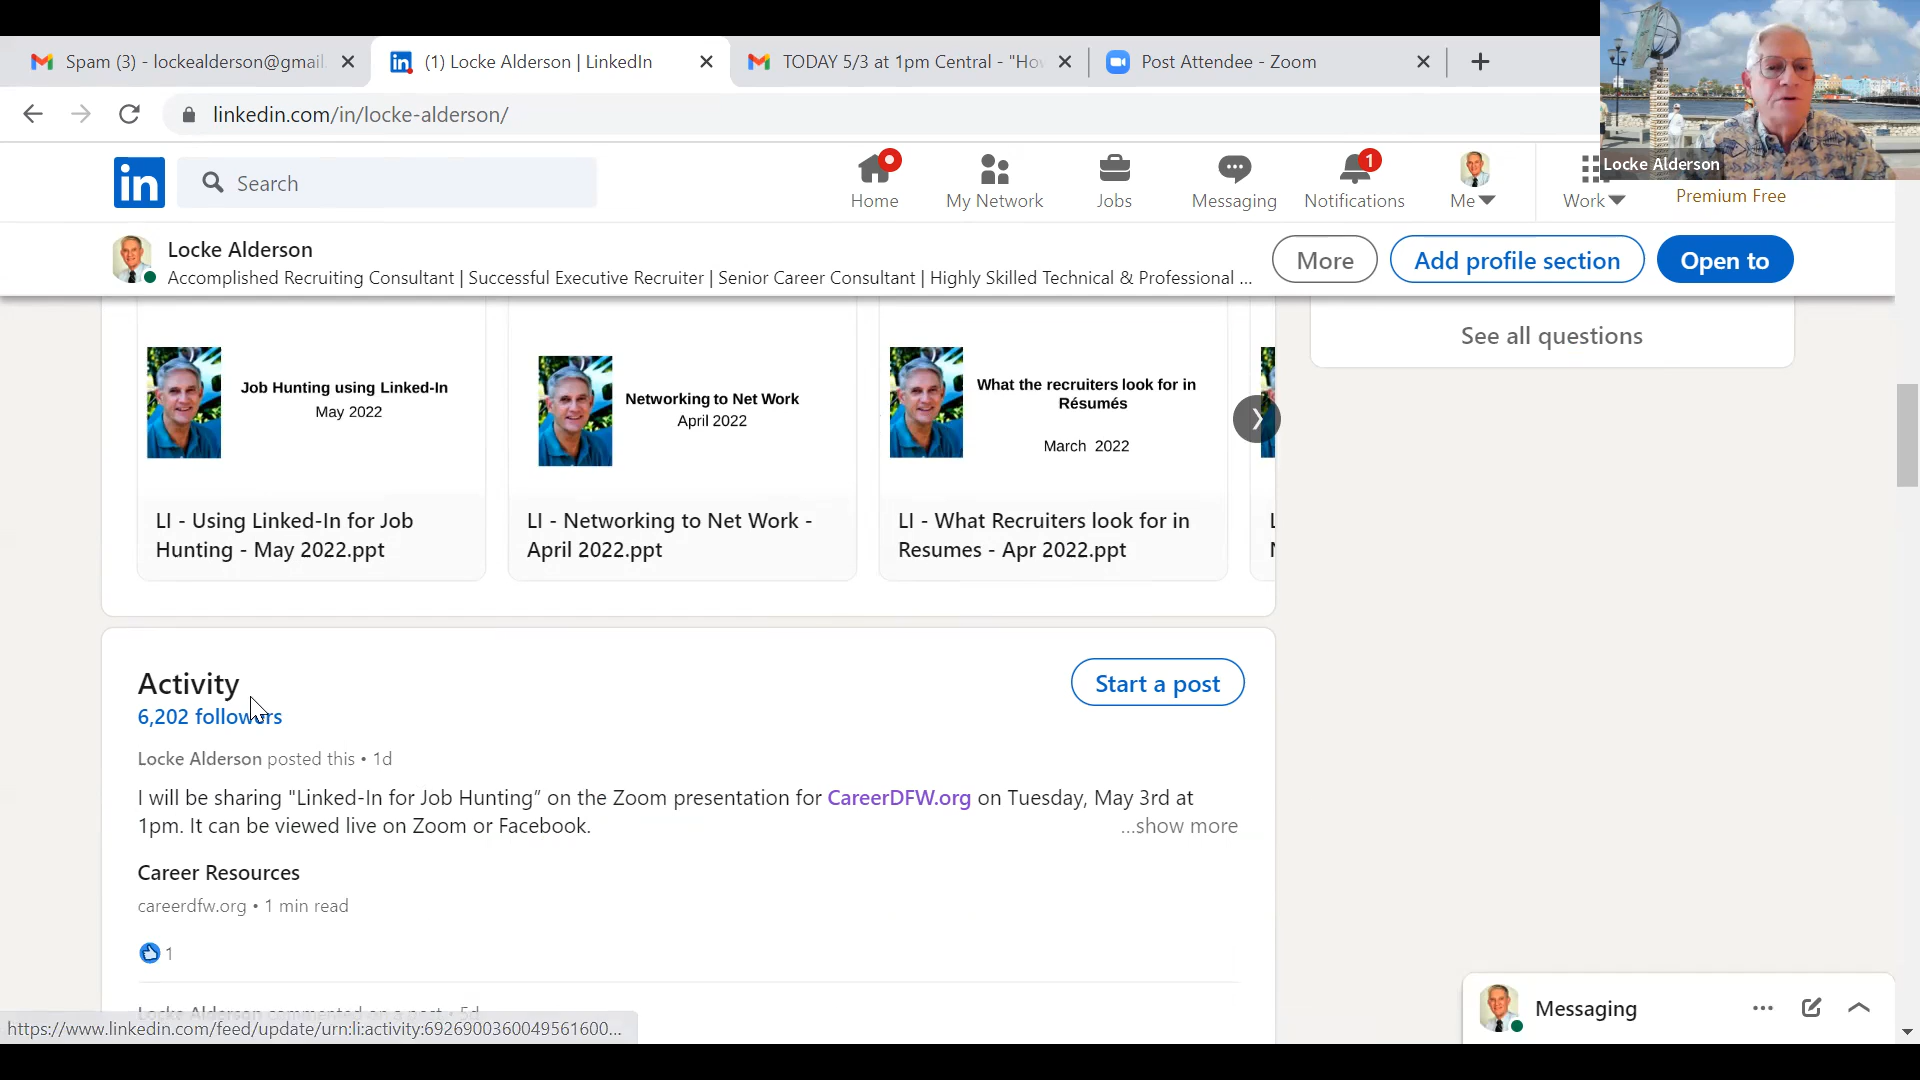 Spam (3) - lockealderson@gmail
(1) Locke Alderson | LinkedIn
TODAY 5/3 at 1pm Central - "How
Post Attendee - Zoom
linkedin.com/in/locke-alderson/
Locke Alderson
in
Search
Home
My Network
Jobs
Messaging
1
Notifications
Me
Work
Premium Free
Locke Alderson
Accomplished Recruiting Consultant | Successful Executive Recruiter | Senior Career Consultant | Highly Skilled Technical & Professional ...
More
Add profile section
Open to
See all questions
Job Hunting using Linked-In
May 2022
LI - Using Linked-In for Job
Hunting - May 2022.ppt
Networking to Net Work
April 2022
LI - Networking to Net Work -
April 2022.ppt
What the recruiters look for in
Résumés
March 2022
LI - What Recruiters look for in
Resumes - Apr 2022.ppt
Activity
6,202 followers
Start a post
Locke Alderson posted this • 1d
I will be sharing "Linked-In for Job Hunting” on the Zoom presentation for CareerDFW.org on Tuesday, May 3rd at
1pm. It can be viewed live on Zoom or Facebook.
...show more
Career Resources
careerdfw.org • 1 min read
1
Locke Alderson commented on a post • 5d
https://www.linkedin.com/feed/update/urn:li:activity:6926900360049561600...
Messaging